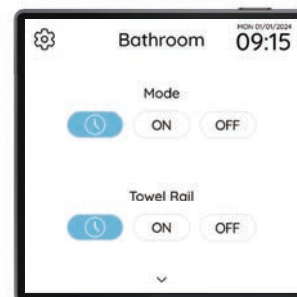 MON 01/01/2024
Bathroom 09:15
Mode
ON OFF
Towel Rail
ON OFF